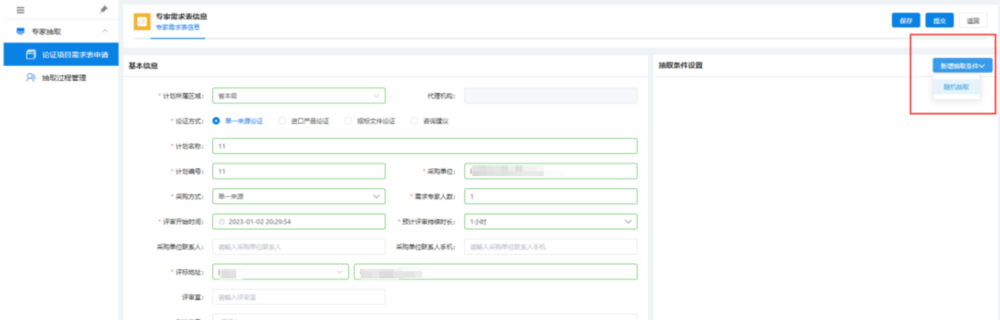 专家抽取
论证项目需求表申请
抽取过程管理
专家需求表信息
专家需求表信息
保存 提交 返回
基本信息
* 计划所属区域: 省本级 代理机构:
* 论证方式: 单一来源论证 进口产品论证 招标文件论证 咨询建议
* 计划名称: 11
* 计划编号: 11 * 采购单位:
* 采购方式: 单一来源 * 需求专家人数: 1
* 评审开始时间: 2023-01-02 20:29:54 * 预计评审持续时长: 1小时
采购单位联系人: 请输入采购单位联系人 采购单位联系人手机: 请输入采购单位联系人手机
* 评标地址:
评审室: 请输入评审室
抽取条件设置
新增抽取条件
随机抽取